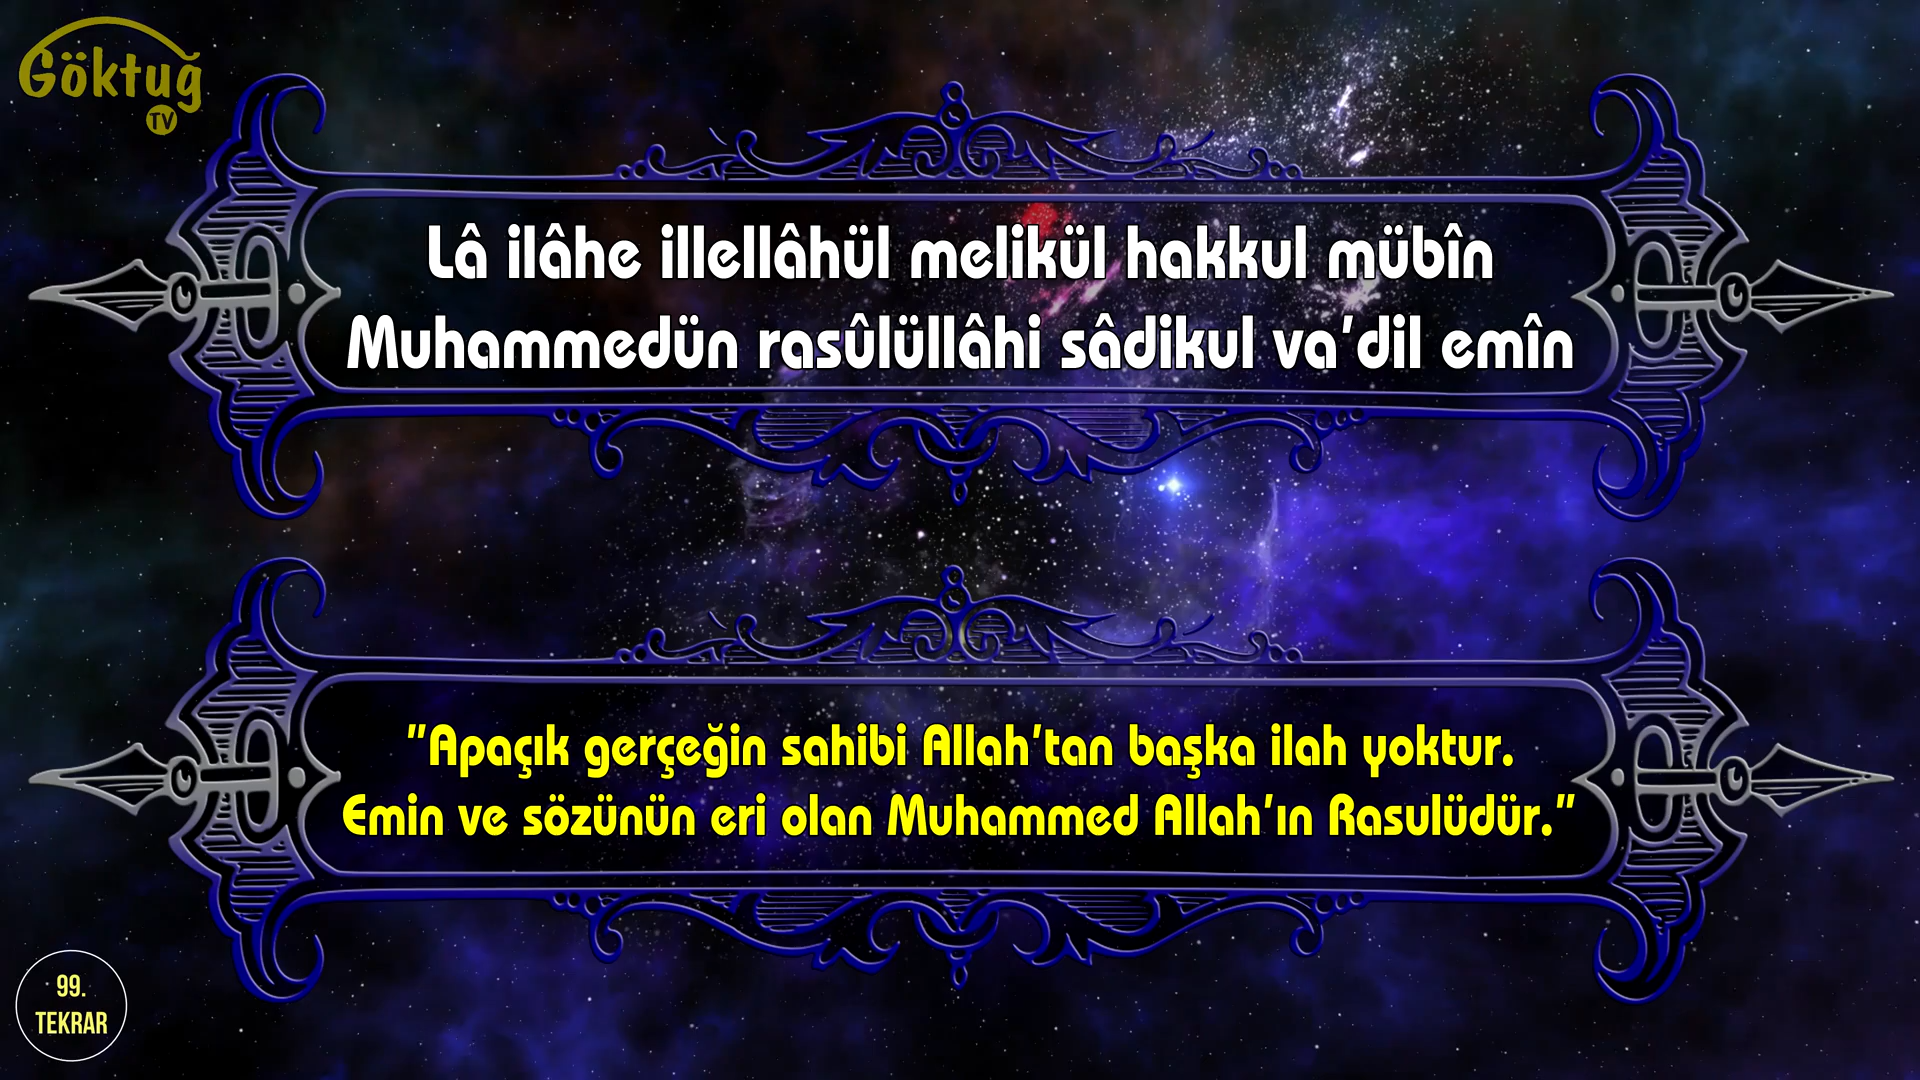 Göktuğ
TV
Lâ ilâhe illellâhül melikül hakkul mübîn
Muhammedün rasûlüllâhi sâdikul va'dil emîn
"Apaçık gerçeğin sahibi Allah'tan başka ilah yoktur.
Emin ve sözünün eri olan Muhammed Allah'ın Rasulüdür."
99.
TEKRAR